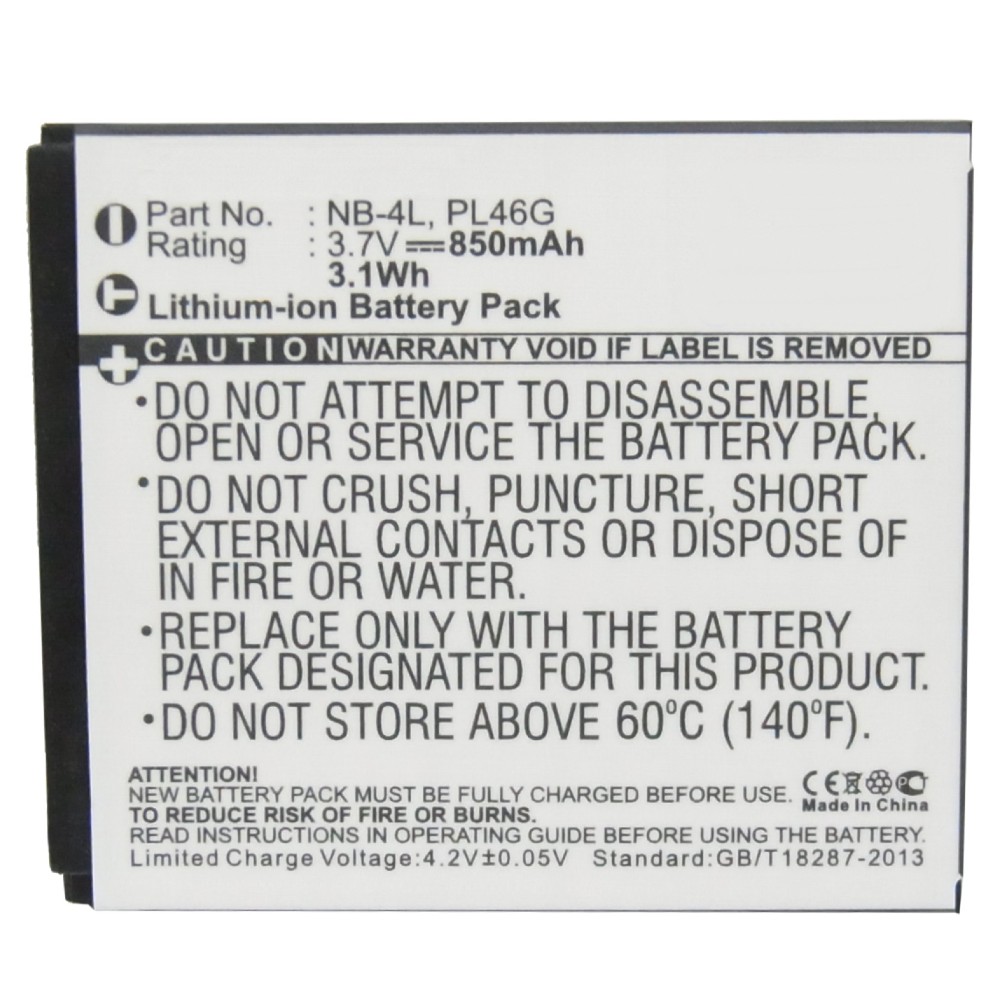 Part No. : NB-4L, PL46G
Rating : 3.7V 850mAh
3.1Wh
Lithium-ion Battery Pack
CAUTION WARRANTY VOID IF LABEL IS REMOVED
•DO NOT ATTEMPT TO DISASSEMBLE,
OPEN OR SERVICE THE BATTERY PACK.
•DO NOT CRUSH, PUNCTURE, SHORT
EXTERNAL CONTACTS OR DISPOSE OF
IN FIRE OR WATER.
•REPLACE ONLY WITH THE BATTERY
PACK DESIGNATED FOR THIS PRODUCT.
•DO NOT STORE ABOVE 60°C (140°F).
ATTENTION!
NEW BATTERY PACK MUST BE FULLY CHARGED BEFORE USE.
CE
Made In China
TO REDUCE RISK OF FIRE OR BURNS.
READ INSTRUCTIONS IN OPERATING GUIDE BEFORE USING THE BATTERY.
Limited Charge Voltage:4.2V±0.05V Standard:GB/T18287-2013